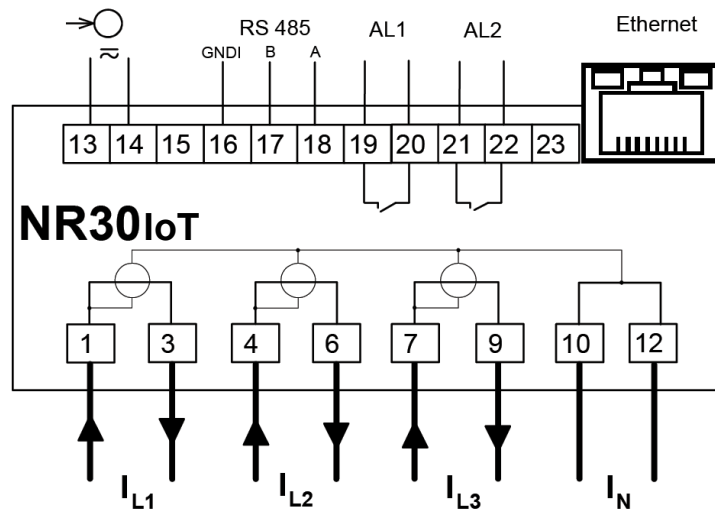 RS 485 AL1 AL2 Ethernet
GNDI B A
13 14 15 16 17 18 19 20 21 22 23
NR30IoT
1 3 4 6 7 9 10 12
IL1 IL2 IL3 IN